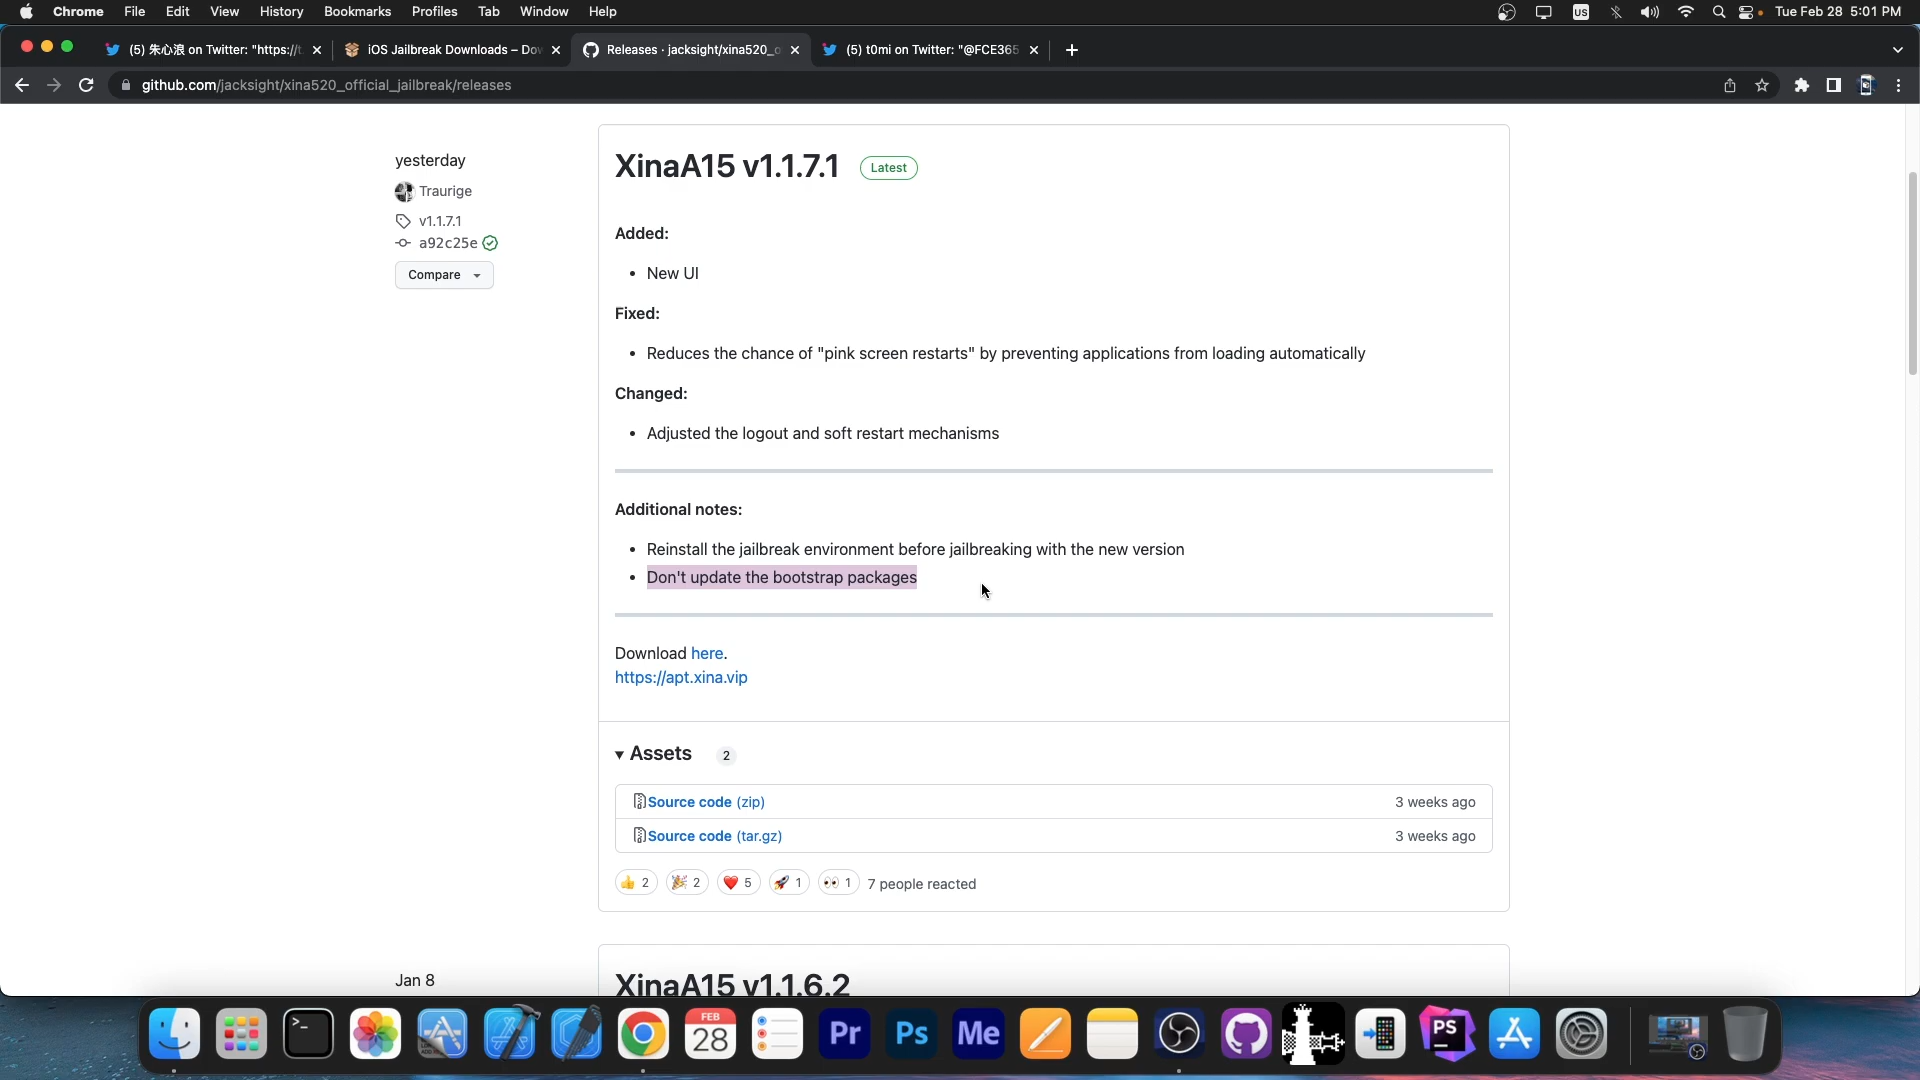 Chrome File Edit View History Bookmarks Profiles Tab Window Help US Tue Feb 28 5:01 PM
(5) 朱心浪 on Twitter: "https://t. iOS Jailbreak Downloads – Dov Releases · jacksight/xina520_o (5) t0mi on Twitter: "@FCE365
github.com/jacksight/xina520_official_jailbreak/releases
yesterday
Traurige
v1.1.7.1
a92c25e
Compare
XinaA15 v1.1.7.1 Latest
Added:
• New UI
Fixed:
• Reduces the chance of "pink screen restarts" by preventing applications from loading automatically
Changed:
• Adjusted the logout and soft restart mechanisms
Additional notes:
• Reinstall the jailbreak environment before jailbreaking with the new version
• Don't update the bootstrap packages
Download here.
https://apt.xina.vip
Assets 2
Source code (zip) 3 weeks ago
Source code (tar.gz) 3 weeks ago
👍 2 🎉 2 ❤️ 5 🚀 1 👀 1 7 people reacted
Jan 8
XinaA15 v1.1.6.2
FEB
28
Pr Ps Me PS